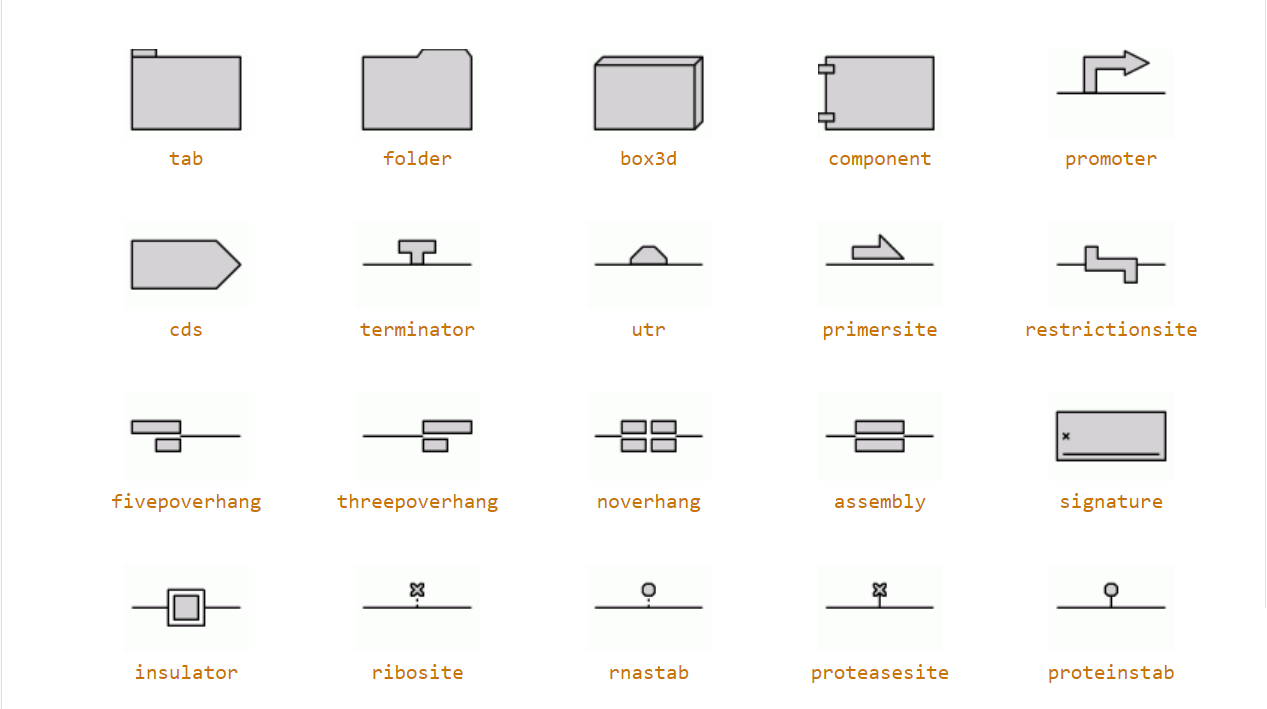 tab folder box3d component promoter
cds terminator utr primersite restrictionsite
fivepoverhang threepoverhang noverhang assembly signature
insulator ribosite rnastab proteasesite proteinstab